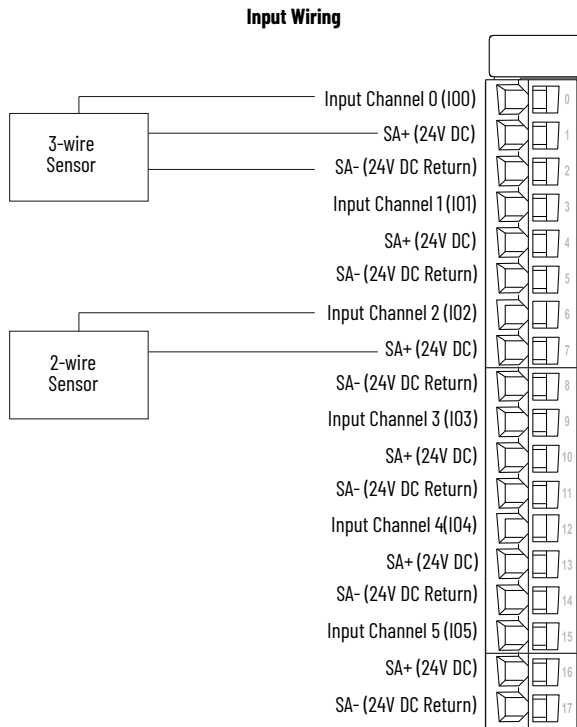 Input Wiring
3-wire
Sensor
Input Channel 0 (I00) 0
SA+ (24V DC) 1
SA- (24V DC Return) 2
Input Channel 1 (I01) 3
SA+ (24V DC) 4
SA- (24V DC Return) 5
2-wire
Sensor
Input Channel 2 (I02) 6
SA+ (24V DC) 7
SA- (24V DC Return) 8
Input Channel 3 (I03) 9
SA+ (24V DC) 10
SA- (24V DC Return) 11
Input Channel 4(I04) 12
SA+ (24V DC) 13
SA- (24V DC Return) 14
Input Channel 5 (I05) 15
SA+ (24V DC) 16
SA- (24V DC Return) 17